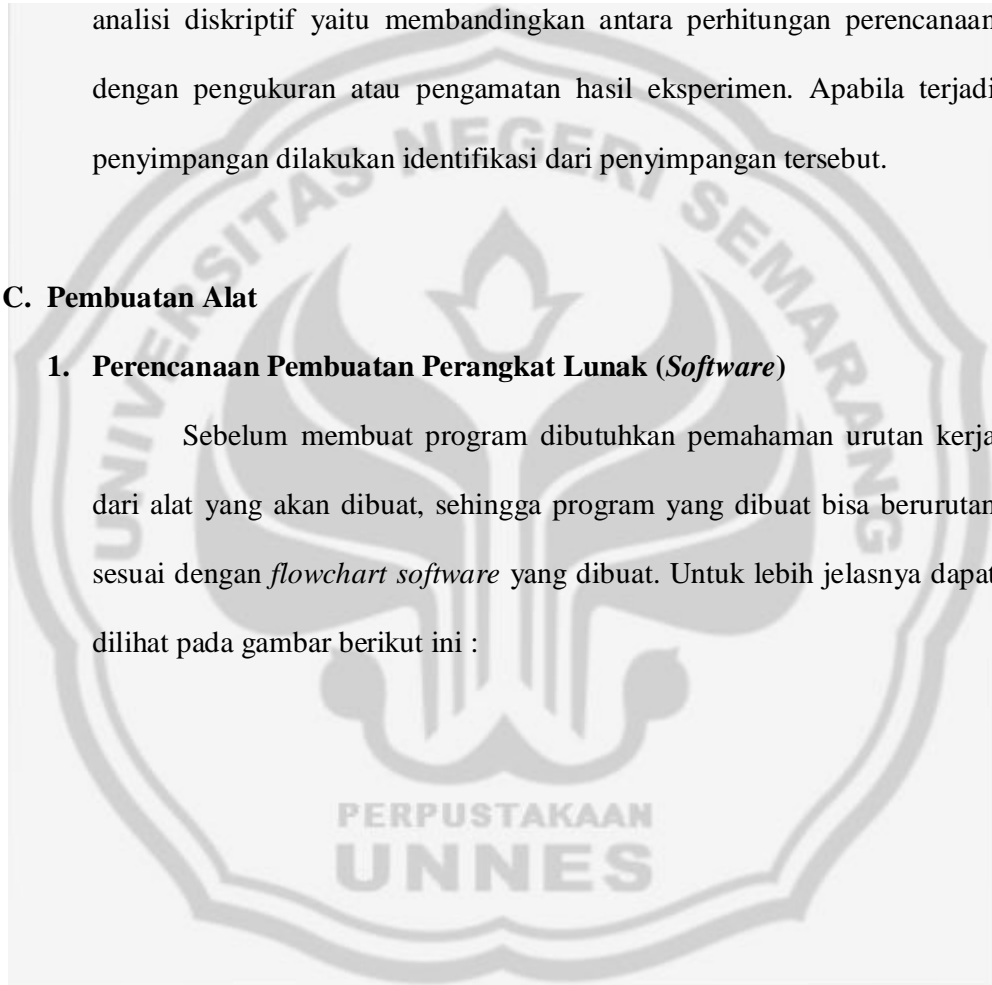 analisi diskriptif yaitu membandingkan antara perhitungan perencanaan
dengan pengukuran atau pengamatan hasil eksperimen. Apabila terjadi
penyimpangan dilakukan identifikasi dari penyimpangan tersebut.
C. Pembuatan Alat
1. Perencanaan Pembuatan Perangkat Lunak (Software)
Sebelum membuat program dibutuhkan pemahaman urutan kerja
dari alat yang akan dibuat, sehingga program yang dibuat bisa berurutan
sesuai dengan flowchart software yang dibuat. Untuk lebih jelasnya dapat
dilihat pada gambar berikut ini :
UNIVERSITAS NEGERI SEMARANG
PERPUSTAKAAN
UNNES